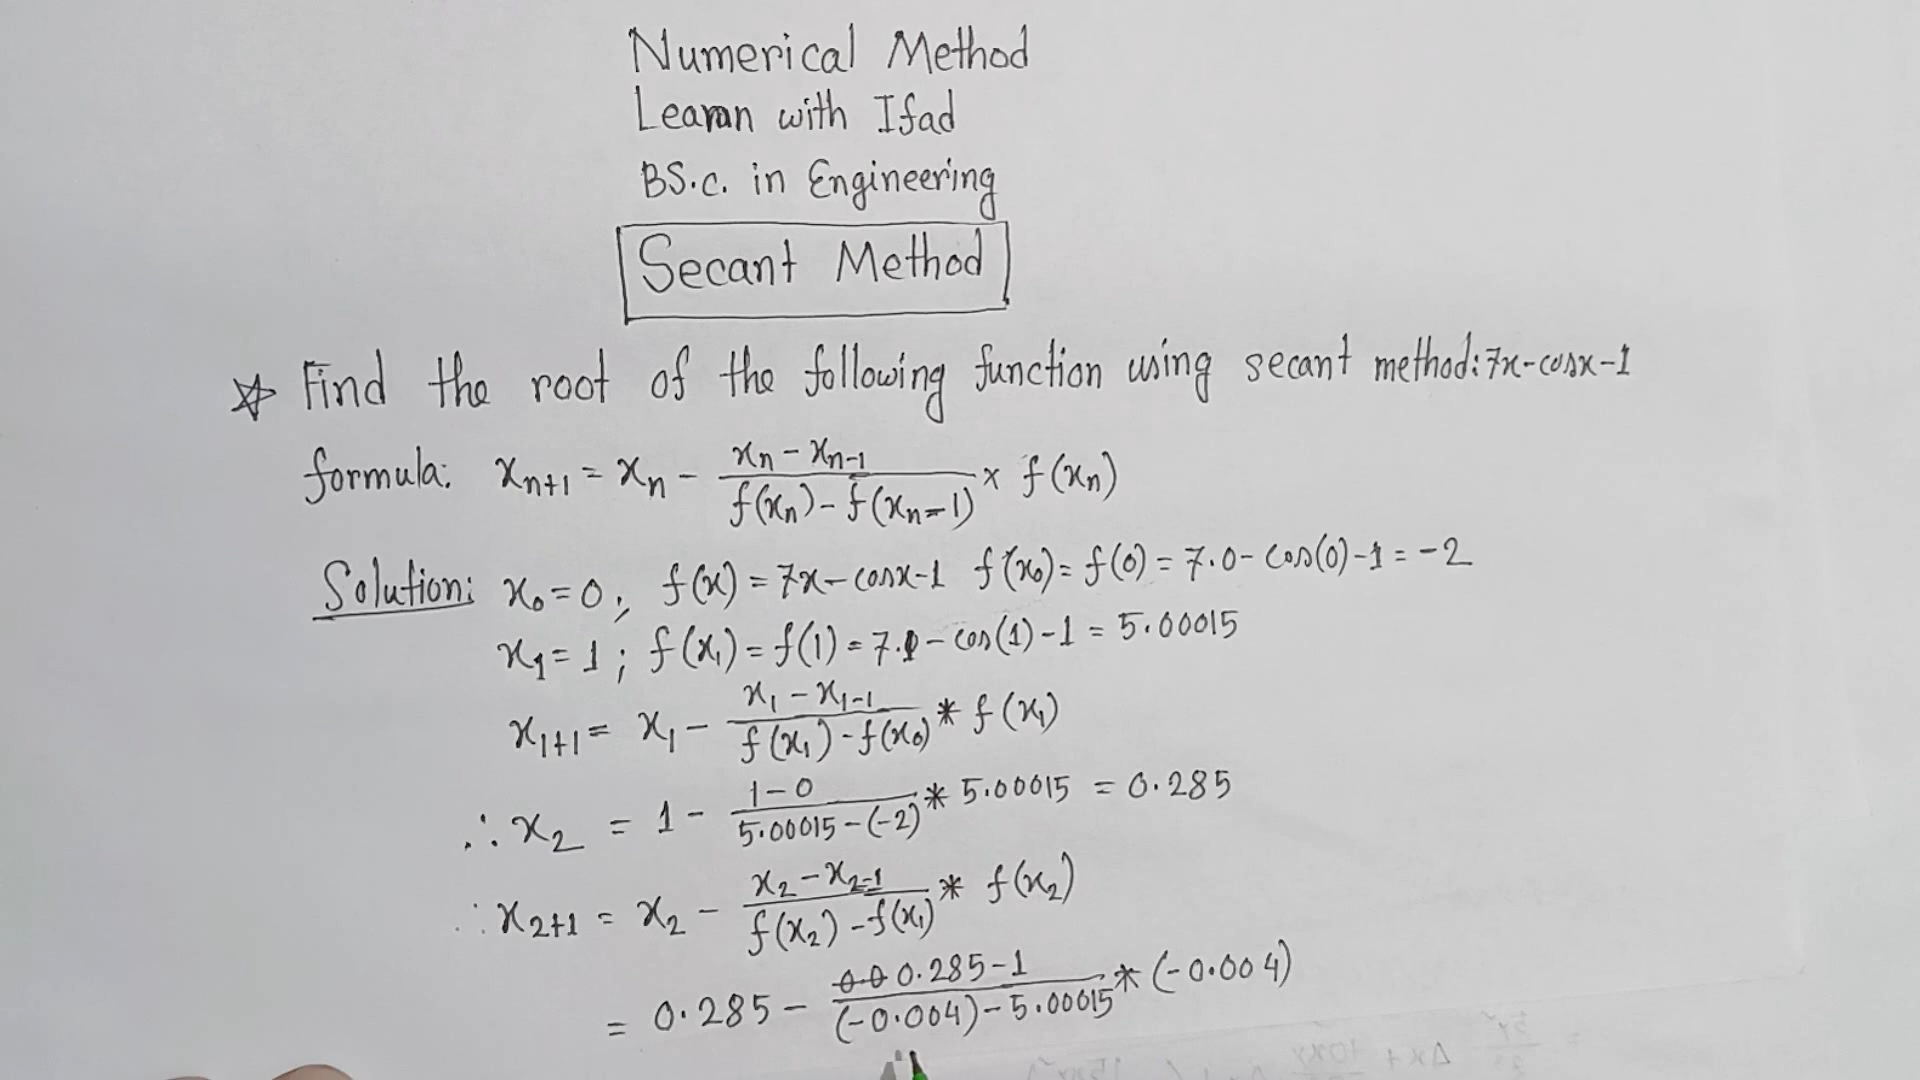 Numerical Method
Learn with Ifad
BS.c. in Engineering
Secant Method
☆ Find the root of the following function using secant method: 7x-cosx-1
formula: xₙ₊₁ = xₙ - (xₙ - xₙ₋₁)/(f(xₙ) - f(xₙ₋₁)) × f(xₙ)
Solution: x₀ = 0; f(x) = 7x - cosx - 1 f(x₀) = f(0) = 7.0 - cos(0) - 1 = -2
x₁ = 1; f(x₁) = f(1) = 7.1 - cos(1) - 1 = 5.00015
x₁₊₁ = x₁ - (x₁ - x₁₋₁)/(f(x₁) - f(x₀)) * f(x₁)
∴ x₂ = 1 - (1-0)/(5.00015-(-2)) * 5.00015 = 0.285
∴ x₂₊₁ = x₂ - (x₂ - x₂₋₁)/(f(x₂) - f(x₁)) * f(x₂)
= 0.285 - (0.285-1)/((-0.004)-5.00015) * (-0.004)